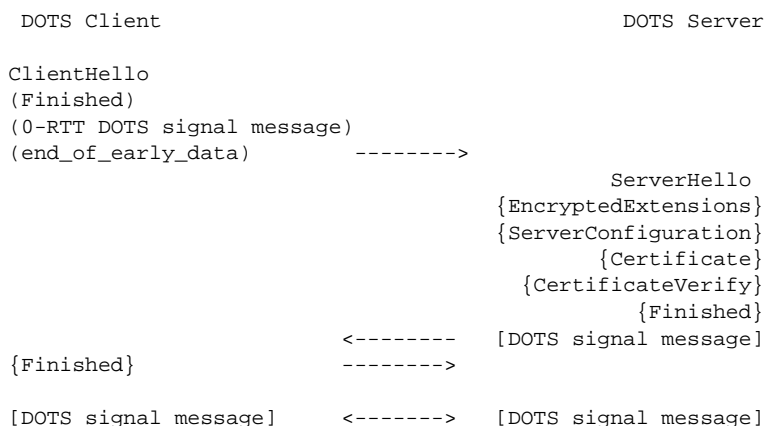 DOTS Client                                    DOTS Server
ClientHello
(Finished)
(0-RTT DOTS signal message)
(end_of_early_data)        -------->
ServerHello
{EncryptedExtensions}
{ServerConfiguration}
{Certificate}
{CertificateVerify}
{Finished}
<--------   [DOTS signal message]
{Finished}                -------->
[DOTS signal message]     <------->   [DOTS signal message]